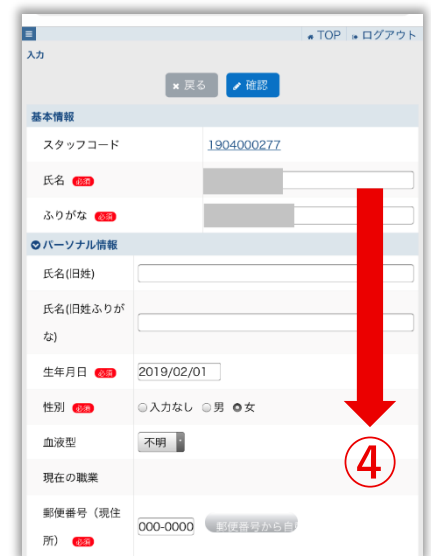 TOP ログアウト
入力
戻る 確認
基本情報
スタッフコード 1904000277
氏名 必須
ふりがな 必須
パーソナル情報
氏名(旧姓)
氏名(旧姓ふりが
な)
生年月日 必須 2019/02/01
性別 必須 入力なし 男 女
血液型 不明
④
現在の職業
郵便番号（現住
所） 必須 000-0000 郵便番号から自